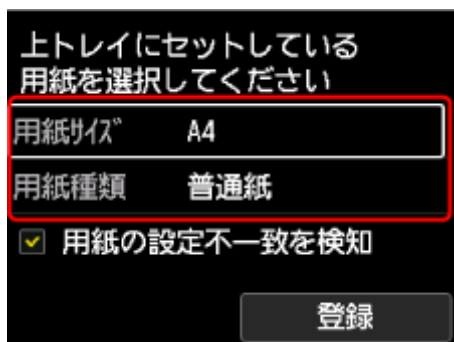 上トレイにセットしている
用紙を選択してください
用紙ｻｲｽﾞ A4
用紙種類 普通紙
用紙の設定不一致を検知
登録